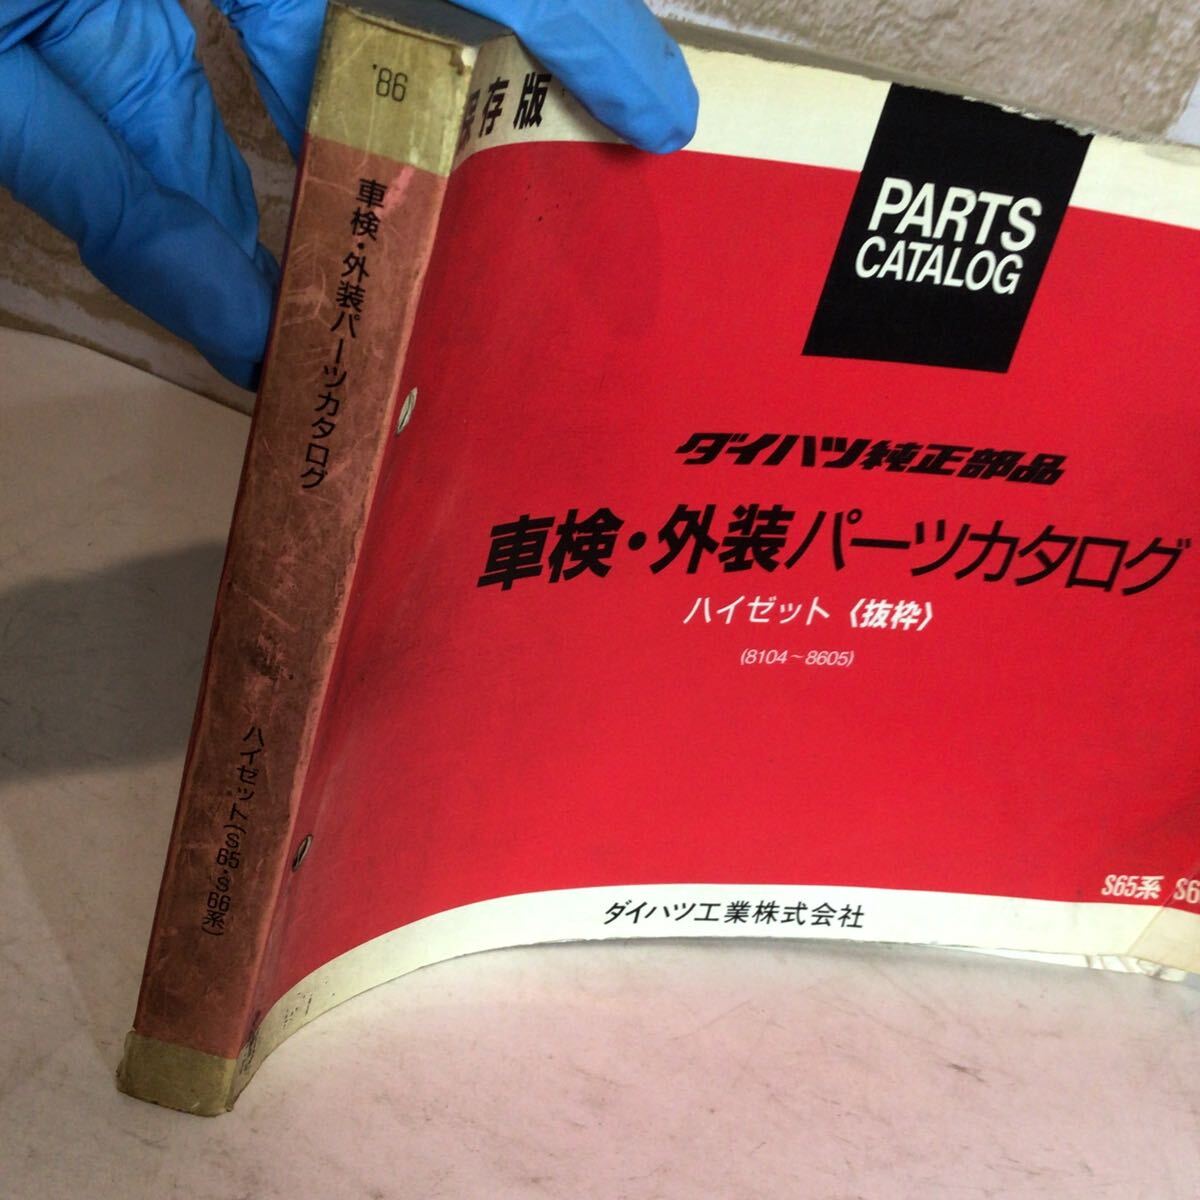 '86
車検・外装パーツカタログ
ハイゼット(S65・S66系)
保存版
PARTS
CATALOG
ダイハツ純正部品
車検・外装パーツカタログ
ハイゼット〈抜枠〉
(8104~8605)
S65系 S6
ダイハツ工業株式会社